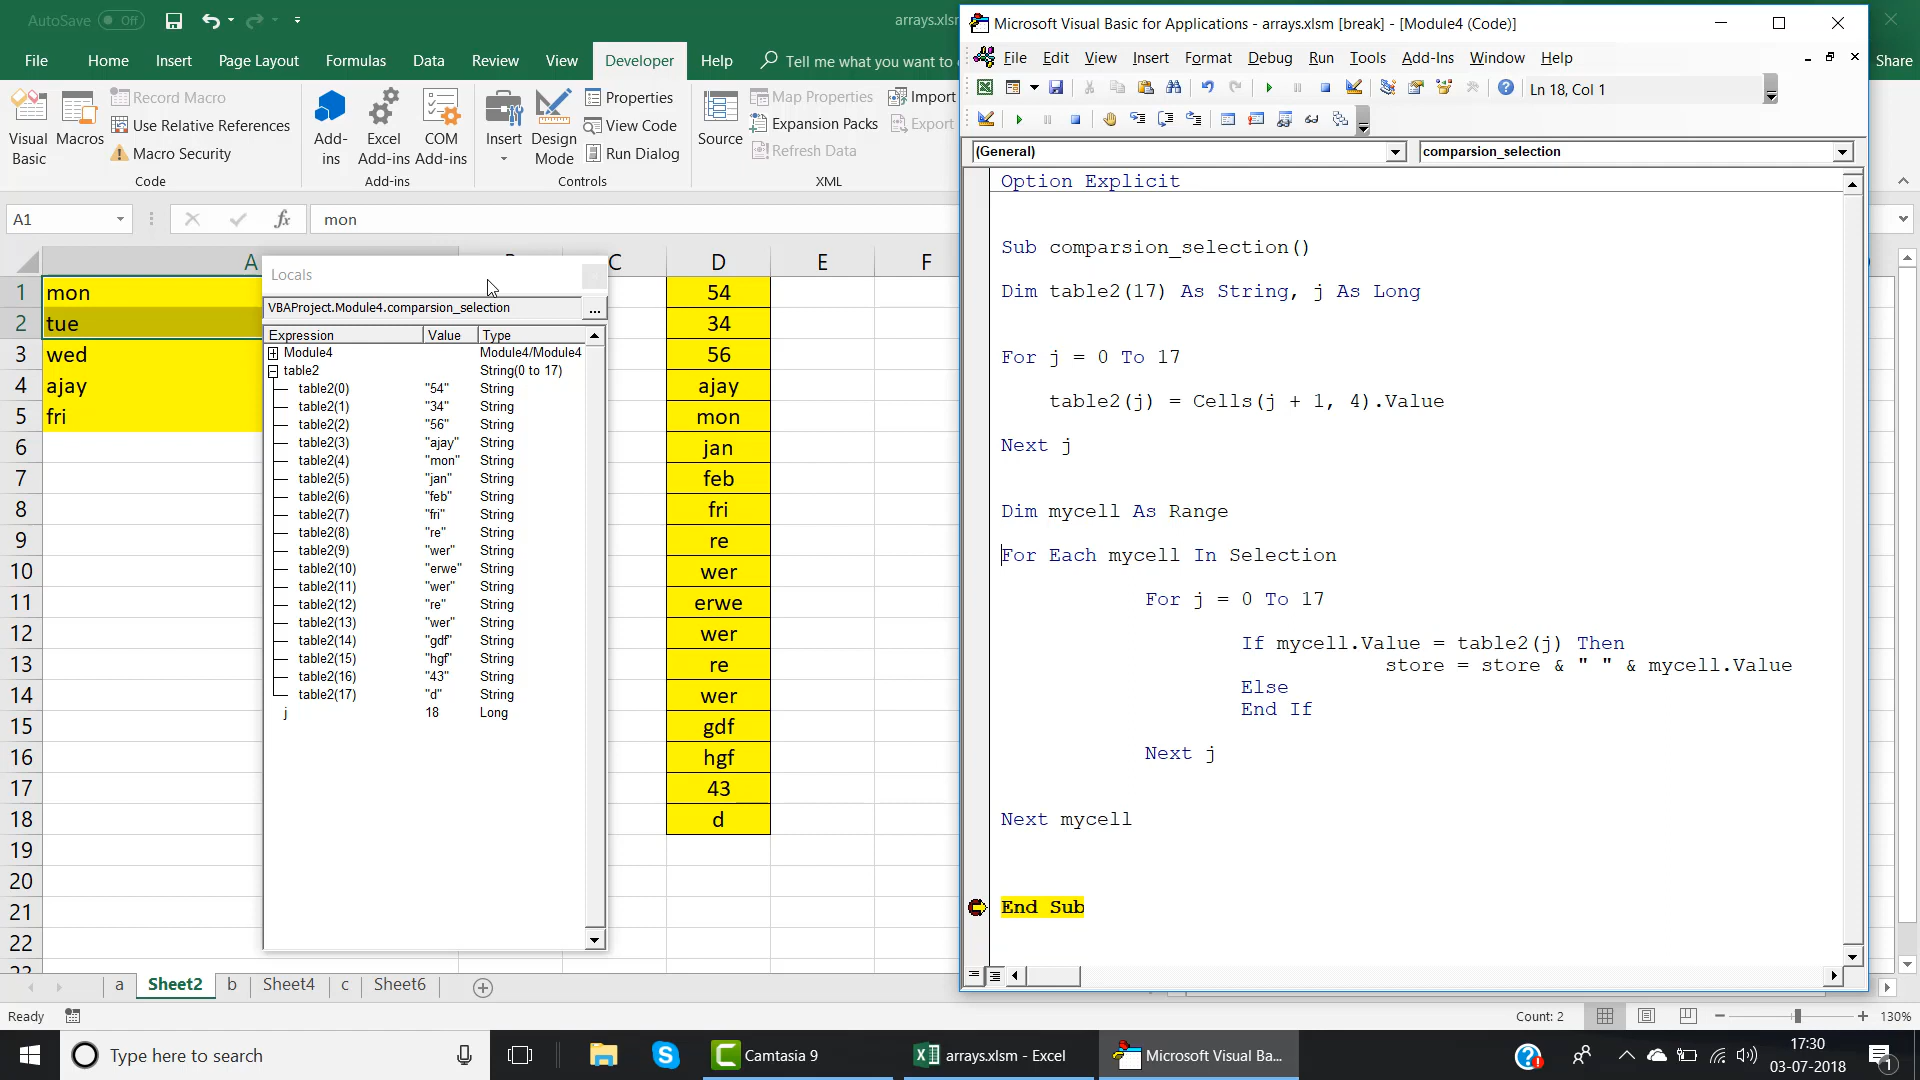 AutoSave Off
arrays.xlsm
File Home Insert Page Layout Formulas Data Review View Developer Help Tell me what you want to
Share
Visual Basic
Macros
Record Macro
Use Relative References
Macro Security
Code
Add-ins
Excel Add-ins
COM Add-ins
Add-ins
Insert
Design Mode
Properties
View Code
Run Dialog
Controls
Source
Map Properties
Expansion Packs
Refresh Data
Import
Export
XML
A1
fx
mon
A C D E F
1 mon 54
2 tue 34
3 wed 56
4 ajay ajay
5 fri mon
6 jan
7 feb
8 fri
9 re
10 wer
11 erwe
12 wer
13 re
14 wer
15 gdf
16 hgf
17 43
18 d
19
20
21
22
Locals
VBAProject.Module4.comparsion_selection ...
Expression Value Type
Module4 Module4/Module4
table2 String(0 to 17)
table2(0) "54" String
table2(1) "34" String
table2(2) "56" String
table2(3) "ajay" String
table2(4) "mon" String
table2(5) "jan" String
table2(6) "feb" String
table2(7) "fri" String
table2(8) "re" String
table2(9) "wer" String
table2(10) "erwe" String
table2(11) "wer" String
table2(12) "re" String
table2(13) "wer" String
table2(14) "gdf" String
table2(15) "hgf" String
table2(16) "43" String
table2(17) "d" String
j 18 Long
Microsoft Visual Basic for Applications - arrays.xlsm [break] - [Module4 (Code)]
File Edit View Insert Format Debug Run Tools Add-Ins Window Help
Ln 18, Col 1
(General) comparsion_selection
Option Explicit
Sub comparsion_selection()
Dim table2(17) As String, j As Long
For j = 0 To 17
table2(j) = Cells(j + 1, 4).Value
Next j
Dim mycell As Range
For Each mycell In Selection
For j = 0 To 17
If mycell.Value = table2(j) Then
store = store & " " & mycell.Value
Else
End If
Next j
Next mycell
End Sub
a Sheet2 b Sheet4 c Sheet6
Ready
Count: 2
130%
Type here to search
Camtasia 9
arrays.xlsm - Excel
Microsoft Visual Ba...
17:30
03-07-2018
1